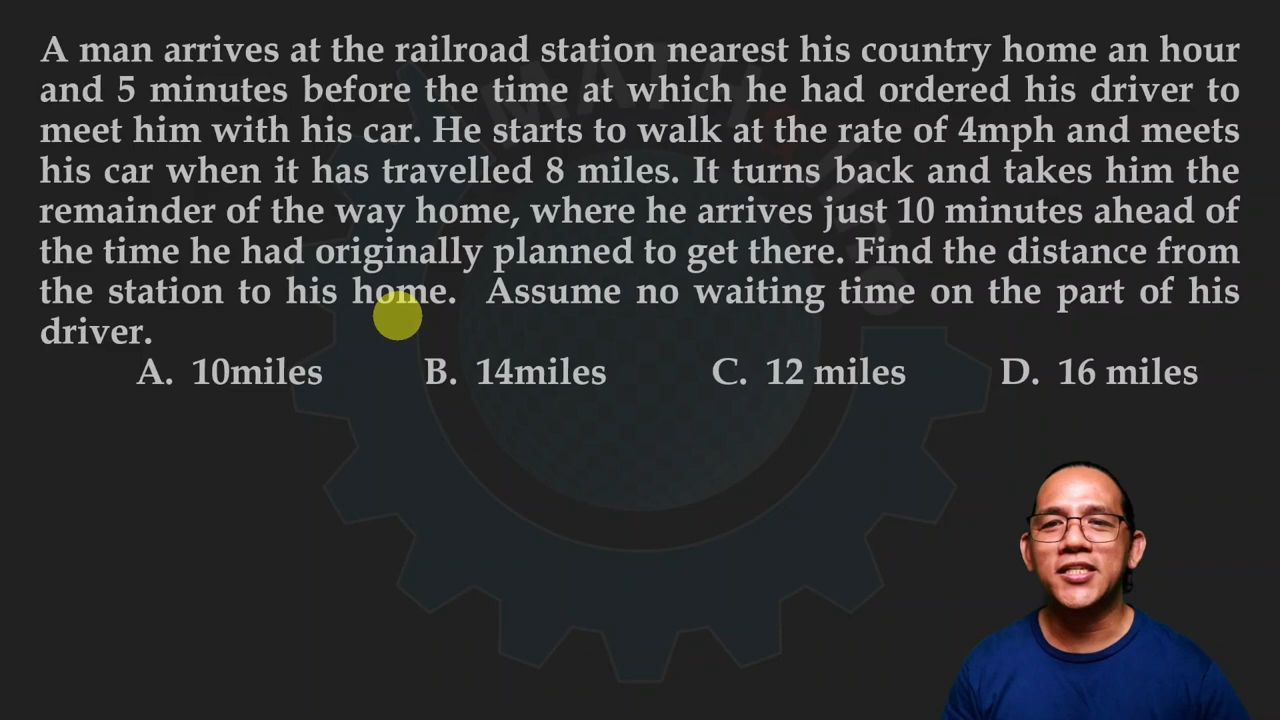 A man arrives at the railroad station nearest his country home an hour
and 5 minutes before the time at which he had ordered his driver to
meet him with his car. He starts to walk at the rate of 4mph and meets
his car when it has travelled 8 miles. It turns back and takes him the
remainder of the way home, where he arrives just 10 minutes ahead of
the time he had originally planned to get there. Find the distance from
the station to his home. Assume no waiting time on the part of his
driver.
A. 10miles B. 14miles C. 12 miles D. 16 miles